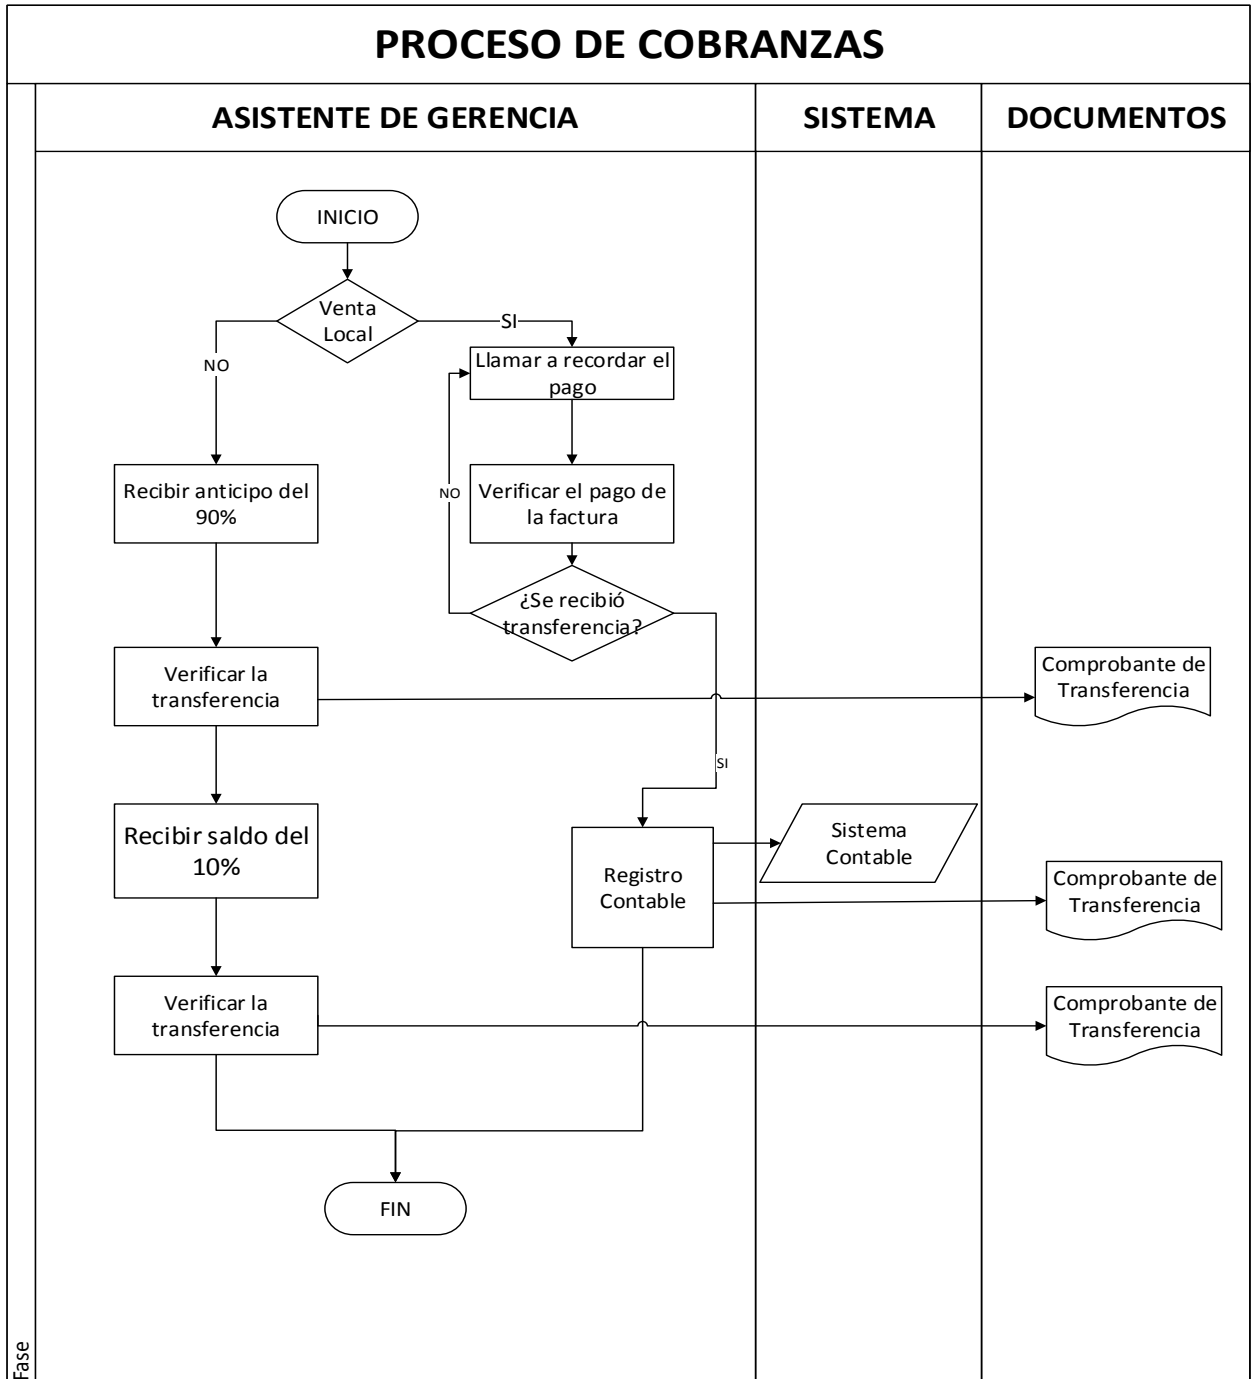 PROCESO DE COBRANZAS
ASISTENTE DE GERENCIA
SISTEMA
DOCUMENTOS
INICIO
Venta
Local
SI
NO
Llamar a recordar el
pago
Recibir anticipo del
90%
NO
Verificar el pago de
la factura
¿Se recibió
transferencia?
Verificar la
transferencia
Comprobante de
Transferencia
SI
Recibir saldo del
10%
Registro
Contable
Sistema
Contable
Comprobante de
Transferencia
Verificar la
transferencia
Comprobante de
Transferencia
FIN
Fase